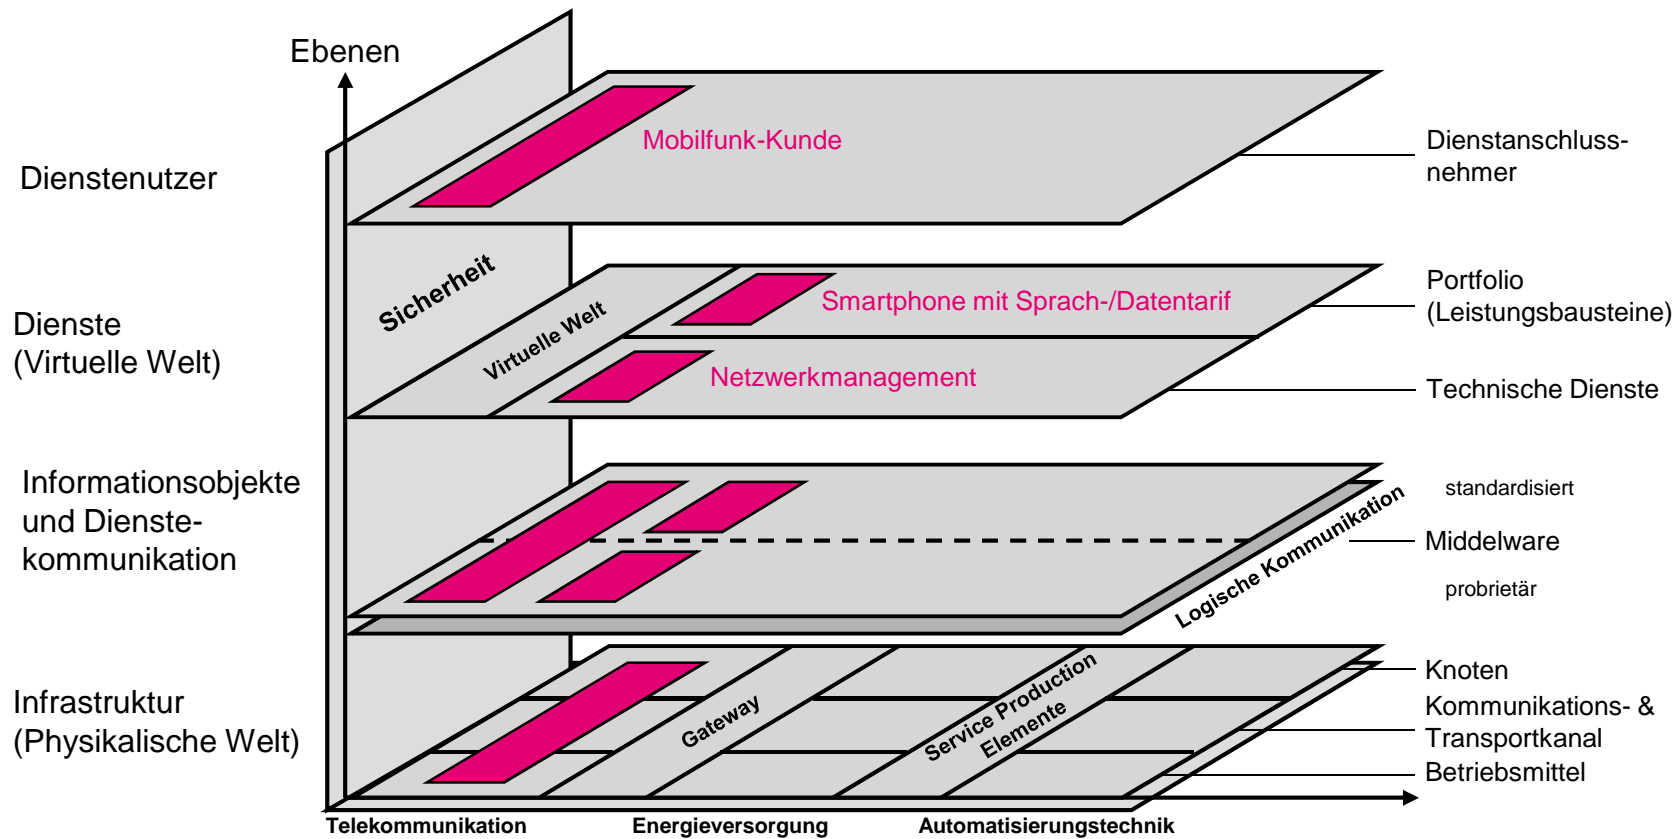 Ebenen
Mobilfunk-Kunde
Dienstanschluss-
nehmer
Dienstenutzer
Sicherheit
Virtuelle Welt
Smartphone mit Sprach-/Datentarif
Portfolio
(Leistungsbausteine)
Dienste
(Virtuelle Welt)
Netzwerkmanagement
Technische Dienste
Informationsobjekte
und Dienste-
kommunikation
Logische Kommunikation
standardisiert
Middelware
probrietär
Infrastruktur
(Physikalische Welt)
Gateway
Service Production
Elemente
Knoten
Kommunikations- &
Transportkanal
Betriebsmittel
Telekommunikation
Energieversorgung
Automatisierungstechnik